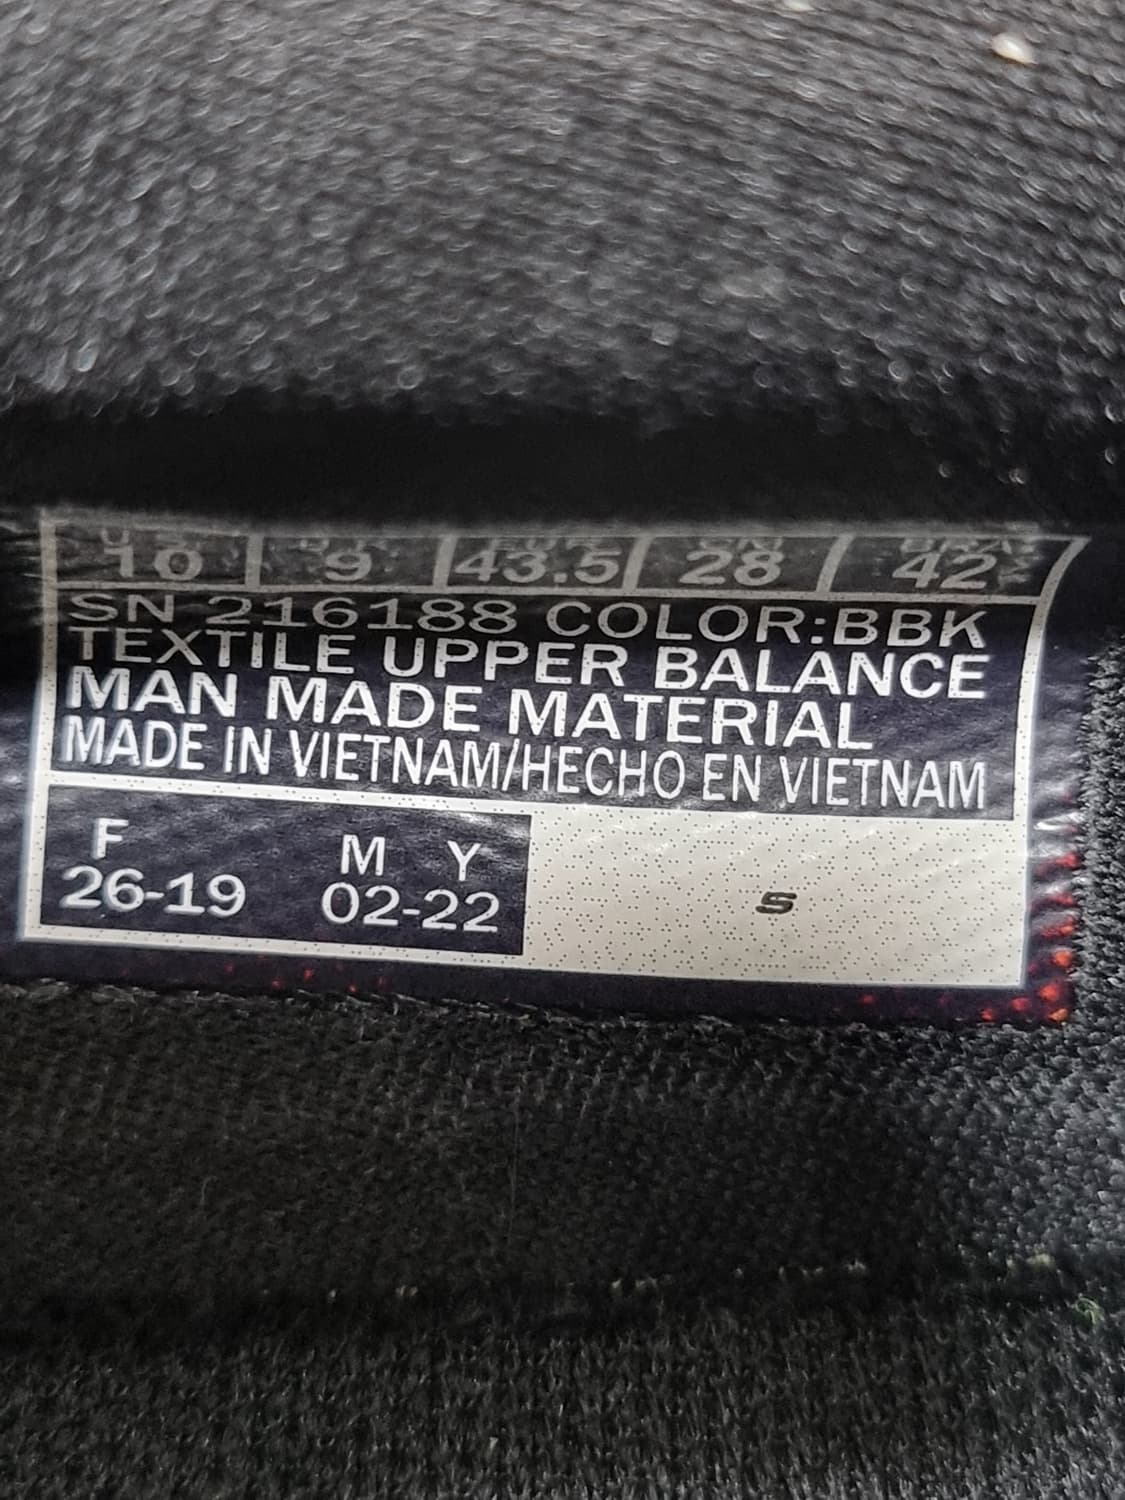 10 9 43.5 28 42
SN 216188 COLOR:BBK
TEXTILE UPPER BALANCE
MAN MADE MATERIAL
MADE IN VIETNAM/HECHO EN VIETNAM
F M Y
26-19 02-22
S